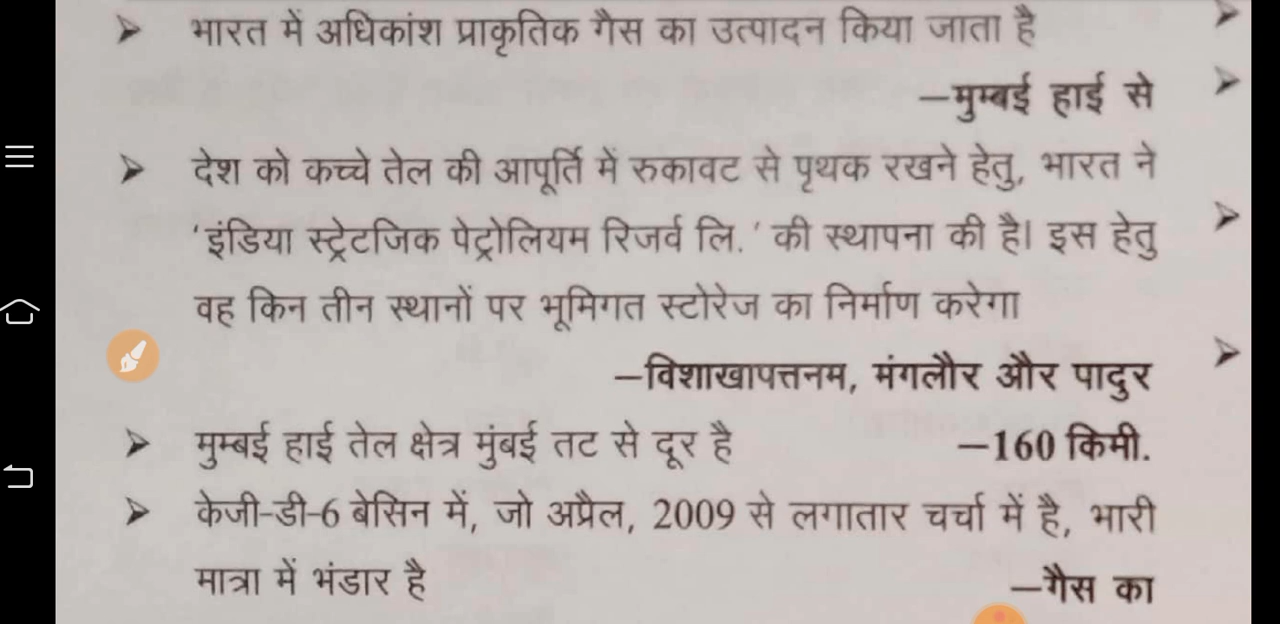 ➤ भारत में अधिकांश प्राकृतिक गैस का उत्पादन किया जाता है
–मुम्बई हाई से
➤ देश को कच्चे तेल की आपूर्ति में रुकावट से पृथक रखने हेतु, भारत ने
‘इंडिया स्ट्रेटजिक पेट्रोलियम रिजर्व लि.’ की स्थापना की है। इस हेतु
वह किन तीन स्थानों पर भूमिगत स्टोरेज का निर्माण करेगा
–विशाखापत्तनम, मंगलौर और पादुर
➤ मुम्बई हाई तेल क्षेत्र मुंबई तट से दूर है –160 किमी.
➤ केजी-डी-6 बेसिन में, जो अप्रैल, 2009 से लगातार चर्चा में है, भारी
मात्रा में भंडार है –गैस का